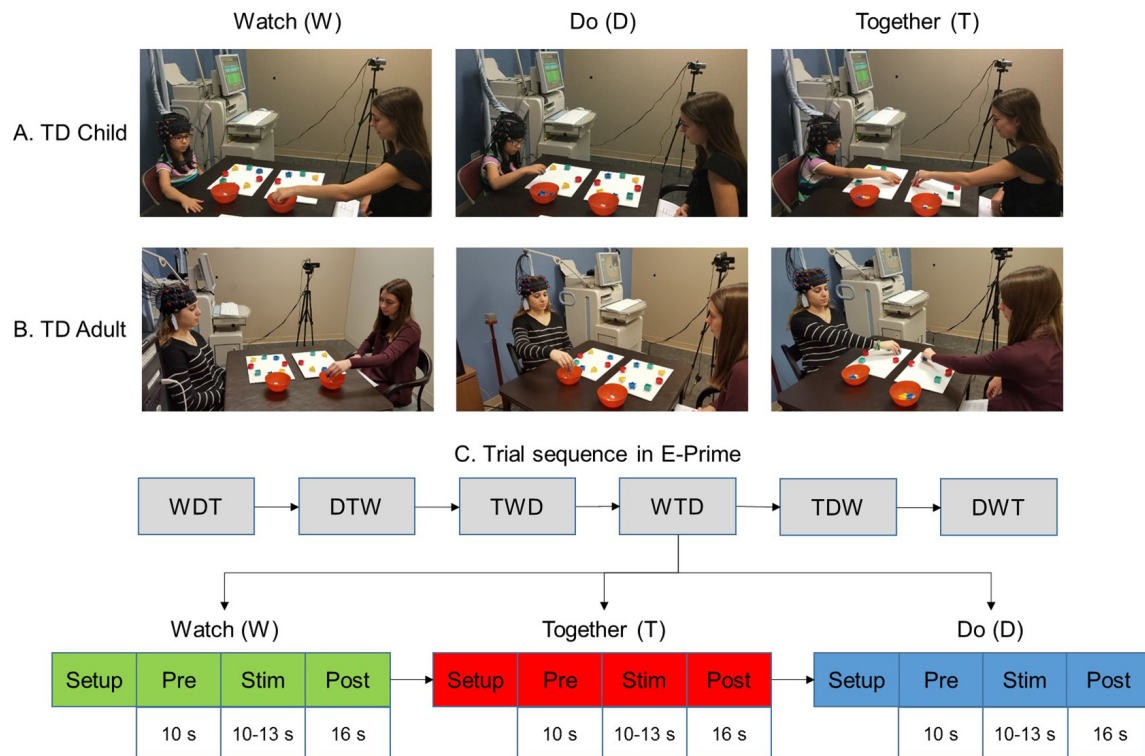 Watch (W) Do (D) Together (T)
A. TD Child
B. TD Adult
C. Trial sequence in E-Prime
WDT DTW TWD WTD TDW DWT
Watch (W) Together (T) Do (D)
Setup Pre Stim Post Setup Pre Stim Post Setup Pre Stim Post
10 s 10-13 s 16 s 10 s 10-13 s 16 s 10 s 10-13 s 16 s